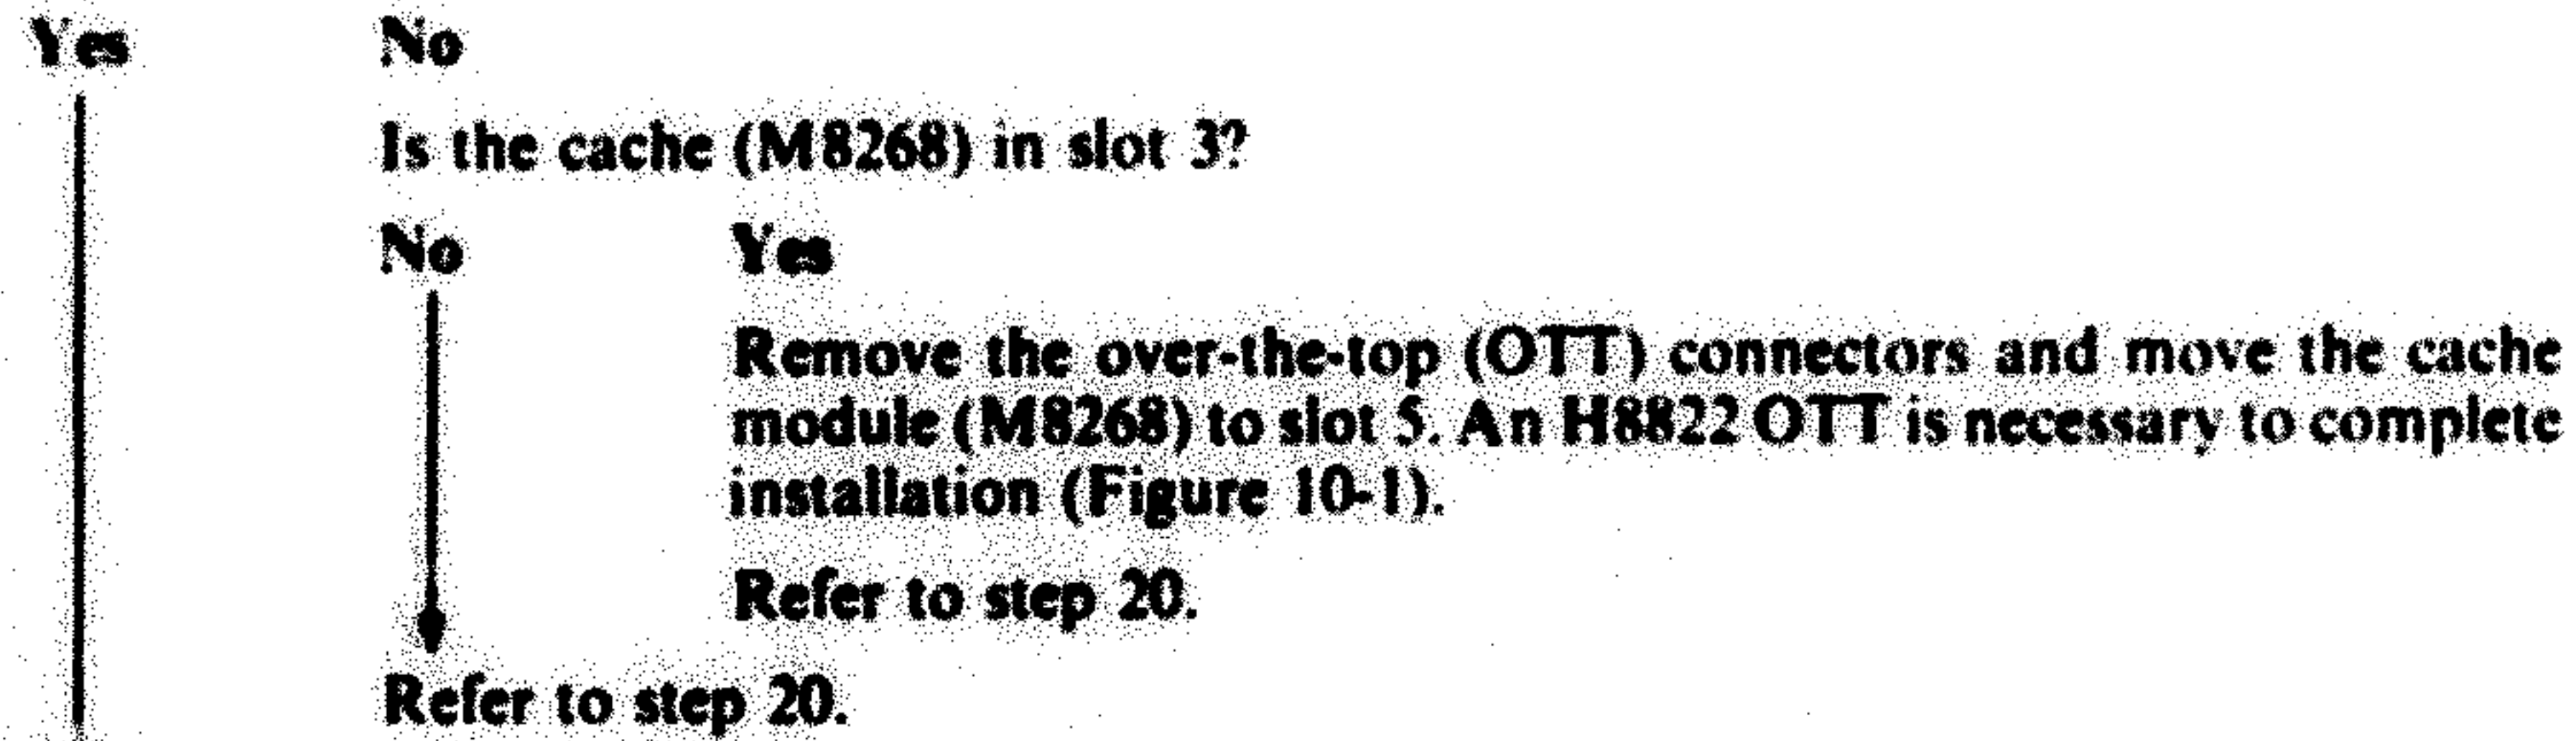 Yes No
Is the cache (M8268) in slot 3?
No Yes
Remove the over-the-top (OTT) connectors and move the cache
module (M8268) to slot 5. An H8822 OTT is necessary to complete
installation (Figure 10-1).
Refer to step 20.
Refer to step 20.